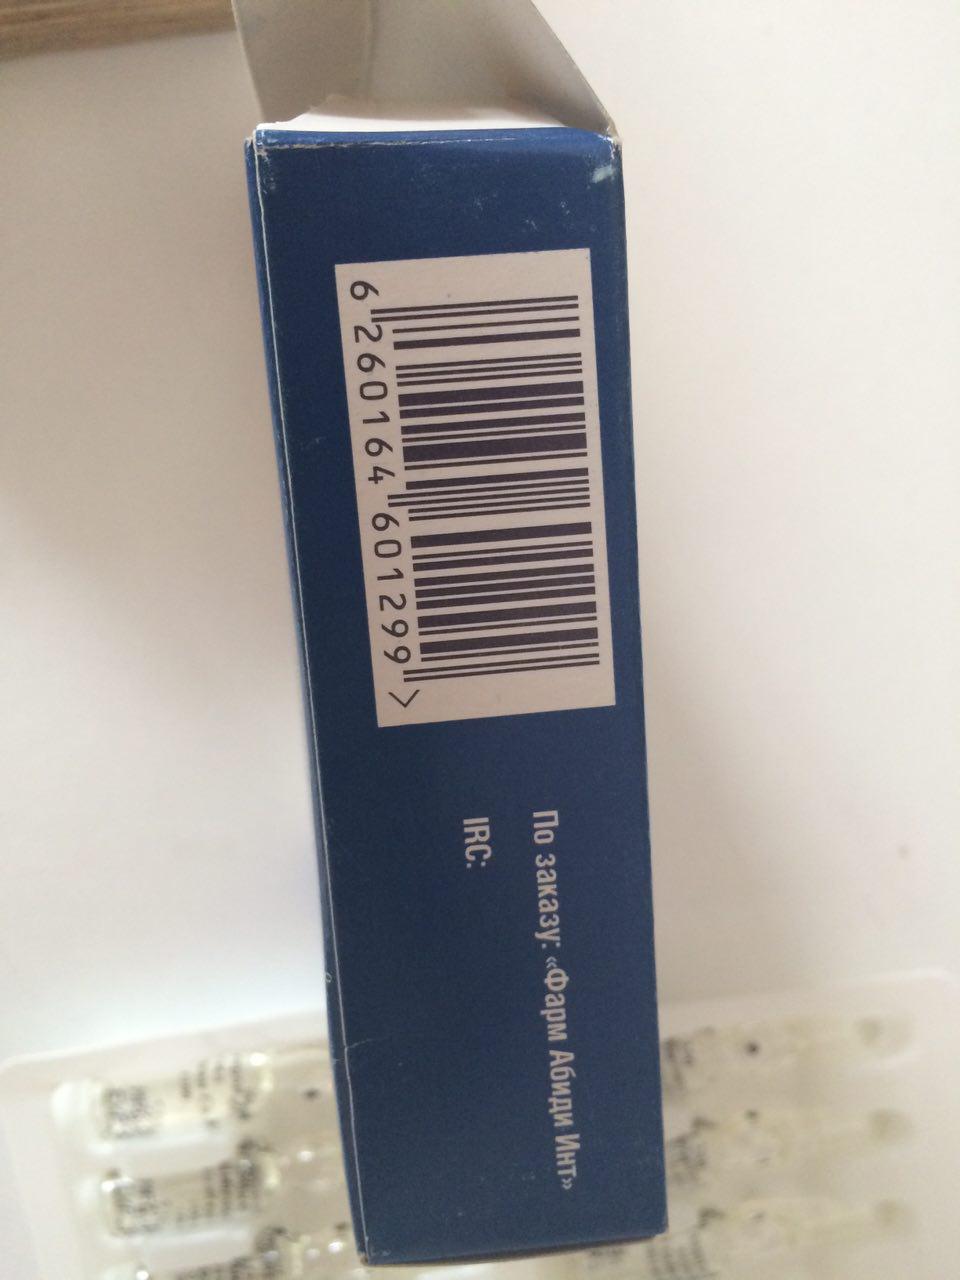 6 260164 601299 >
По заказу: «Фарм Абиди Инт»
IRC: